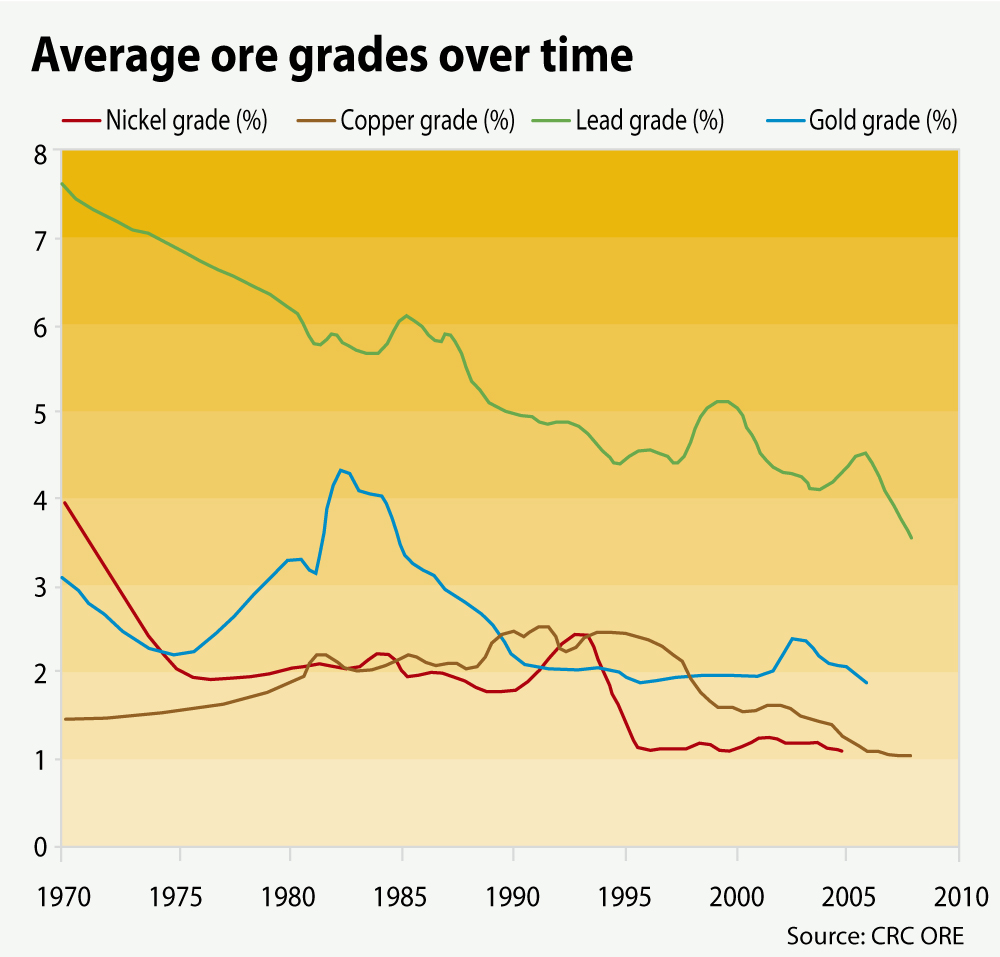 Average ore grades over time
Nickel grade (%) Copper grade (%) Lead grade (%) Gold grade (%)
8
7
6
5
4
3
2
1
0
1970 1975 1980 1985 1990 1995 2000 2005 2010
Source: CRC ORE